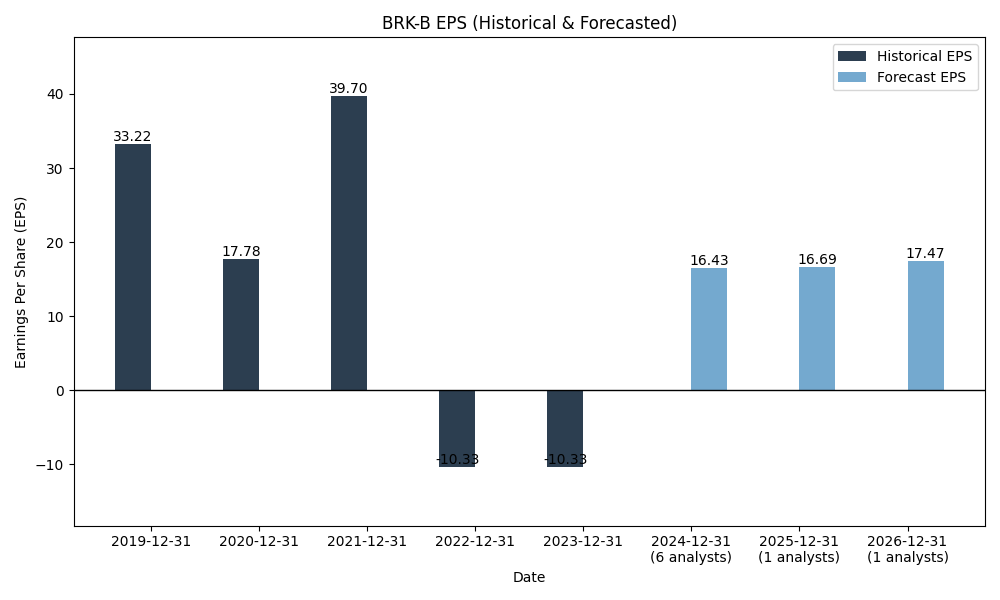 BRK-B EPS (Historical & Forecasted)
Historical EPS
Forecast EPS
Earnings Per Share (EPS)
40
30
20
10
0
−10
33.22
17.78
39.70
-10.33
-10.33
16.43
16.69
17.47
2019-12-31
2020-12-31
2021-12-31
2022-12-31
2023-12-31
2024-12-31
(6 analysts)
2025-12-31
(1 analysts)
2026-12-31
(1 analysts)
Date